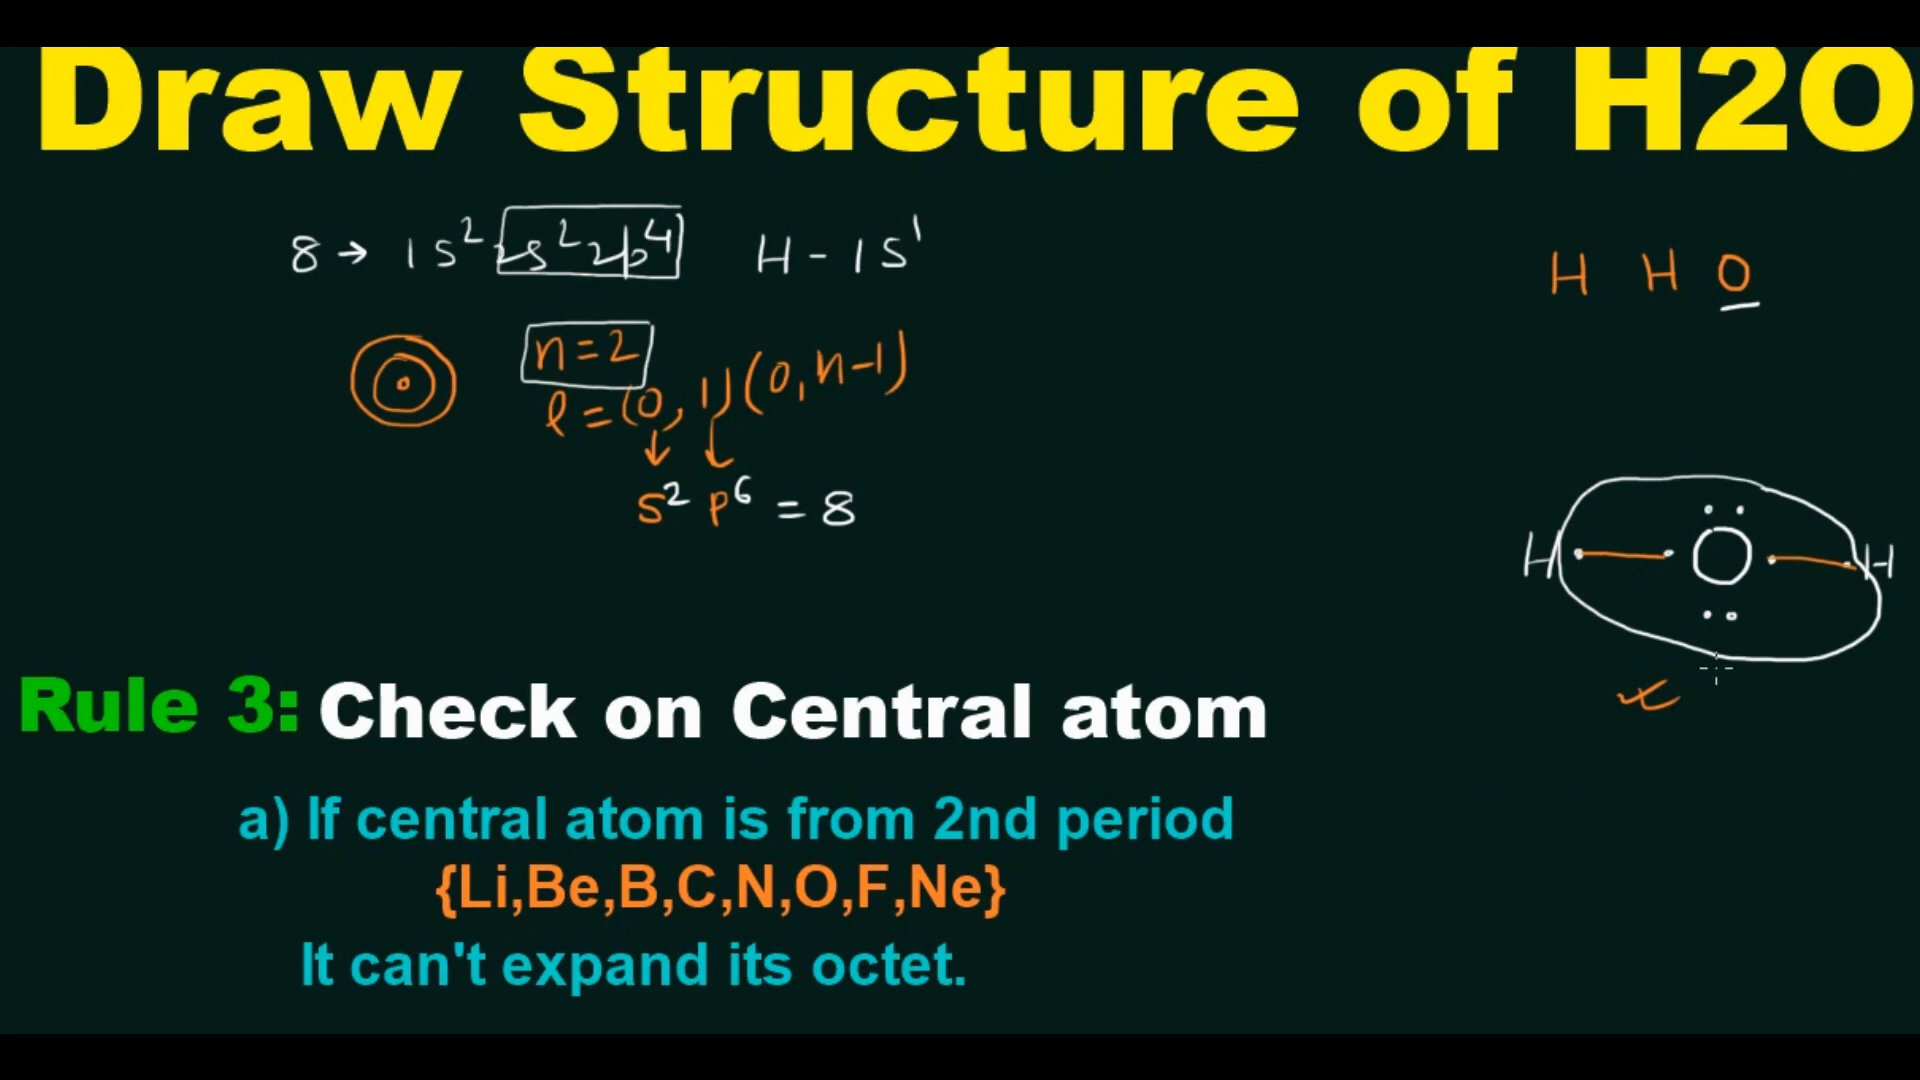 Draw Structure of H2O
8 → 1s² 2s² 2p⁴ H - 1s¹
H H O
n=2
l = (0, 1) (0, n-1)
s² p⁶ = 8
H O H
Rule 3: Check on Central atom
a) If central atom is from 2nd period
{Li,Be,B,C,N,O,F,Ne}
It can't expand its octet.